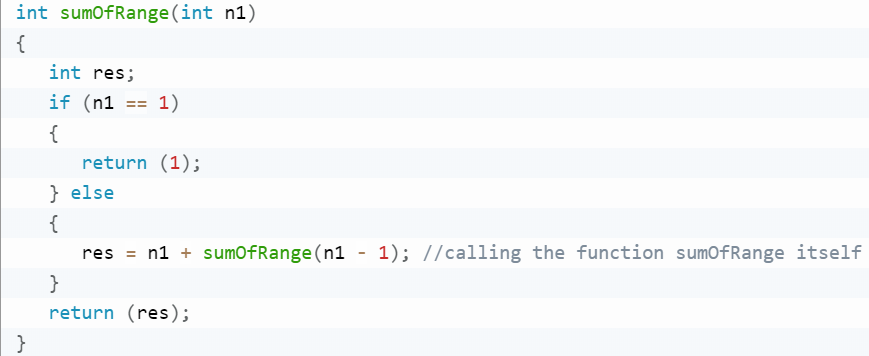 int sumOfRange(int n1)
{
   int res;
   if (n1 == 1)
   {
      return (1);
   } else
   {
      res = n1 + sumOfRange(n1 - 1); //calling the function sumOfRange itself
   }
   return (res);
}